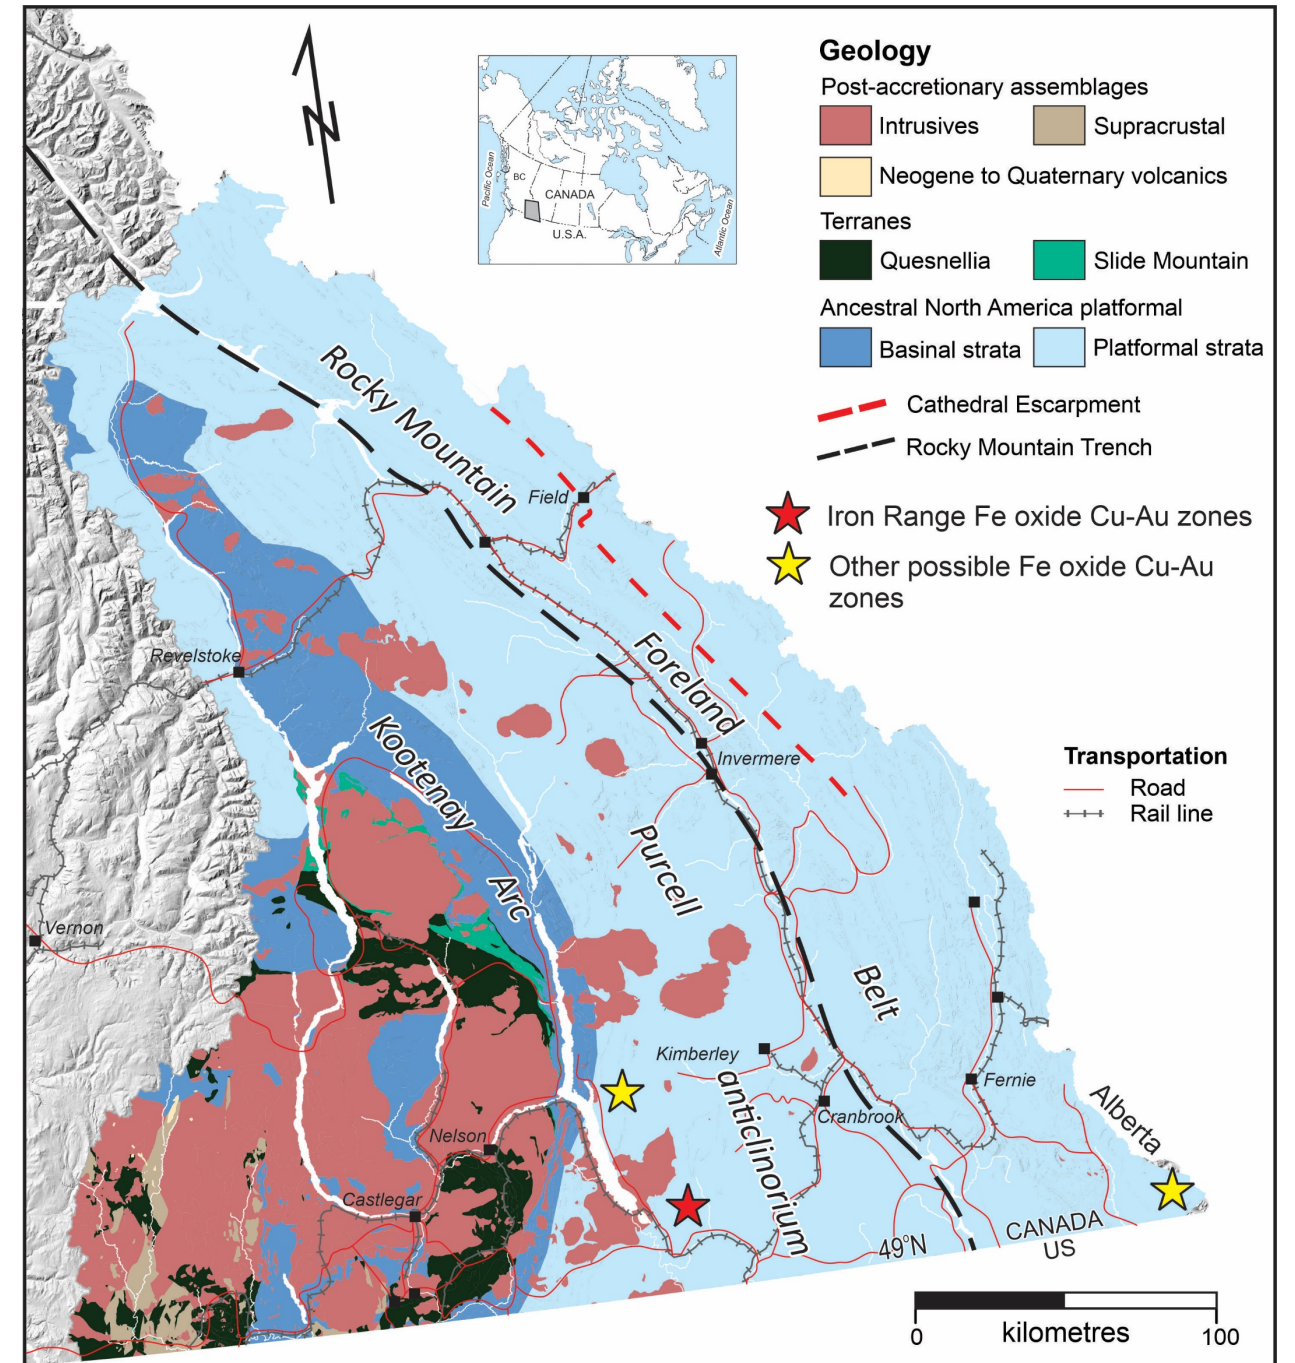 Geology
Post-accretionary assemblages
Intrusives
Supracrustal
Neogene to Quaternary volcanics
Terranes
Quesnellia
Slide Mountain
Ancestral North America platformal
Basinal strata
Platformal strata
Cathedral Escarpment
Rocky Mountain Trench
Iron Range Fe oxide Cu-Au zones
Other possible Fe oxide Cu-Au
zones
Transportation
Road
Rail line
N
Pacific Ocean
BC
CANADA
U.S.A.
Atlantic Ocean
Rocky Mountain
Foreland
Belt
Field
Revelstoke
Kootenay
Arc
Invermere
Purcell
anticlinorium
Vernon
Kimberley
Cranbrook
Fernie
Nelson
Castlegar
Alberta
49°N
CANADA
US
0
kilometres
100